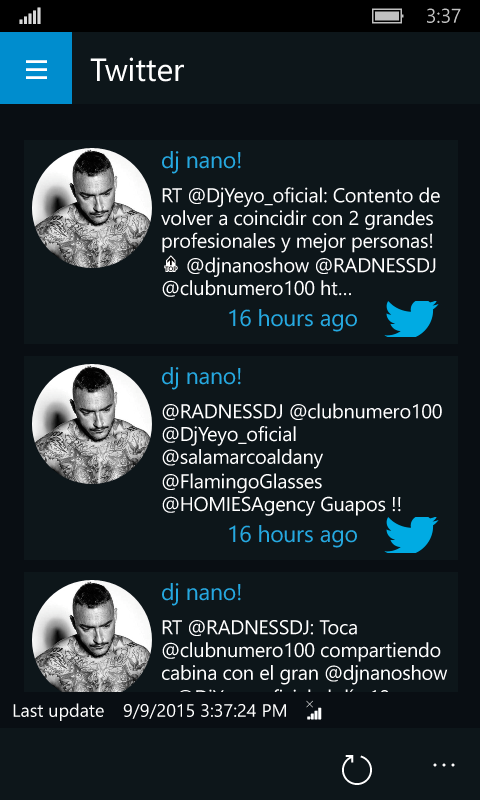 3:37
Twitter
dj nano!
RT @DjYeyo_oficial: Contento de
volver a coincidir con 2 grandes
profesionales y mejor personas!
@djnanoshow @RADNESSDJ
@clubnumero100 ht...
16 hours ago
dj nano!
@RADNESSDJ @clubnumero100
@DjYeyo_oficial
@salamarcoaldany
@FlamingoGlasses
@HOMIESAgency Guapos !!
16 hours ago
dj nano!
RT @RADNESSDJ: Toca
@clubnumero100 compartiendo
cabina con el gran @djnanoshow
Last update 9/9/2015 3:37:24 PM